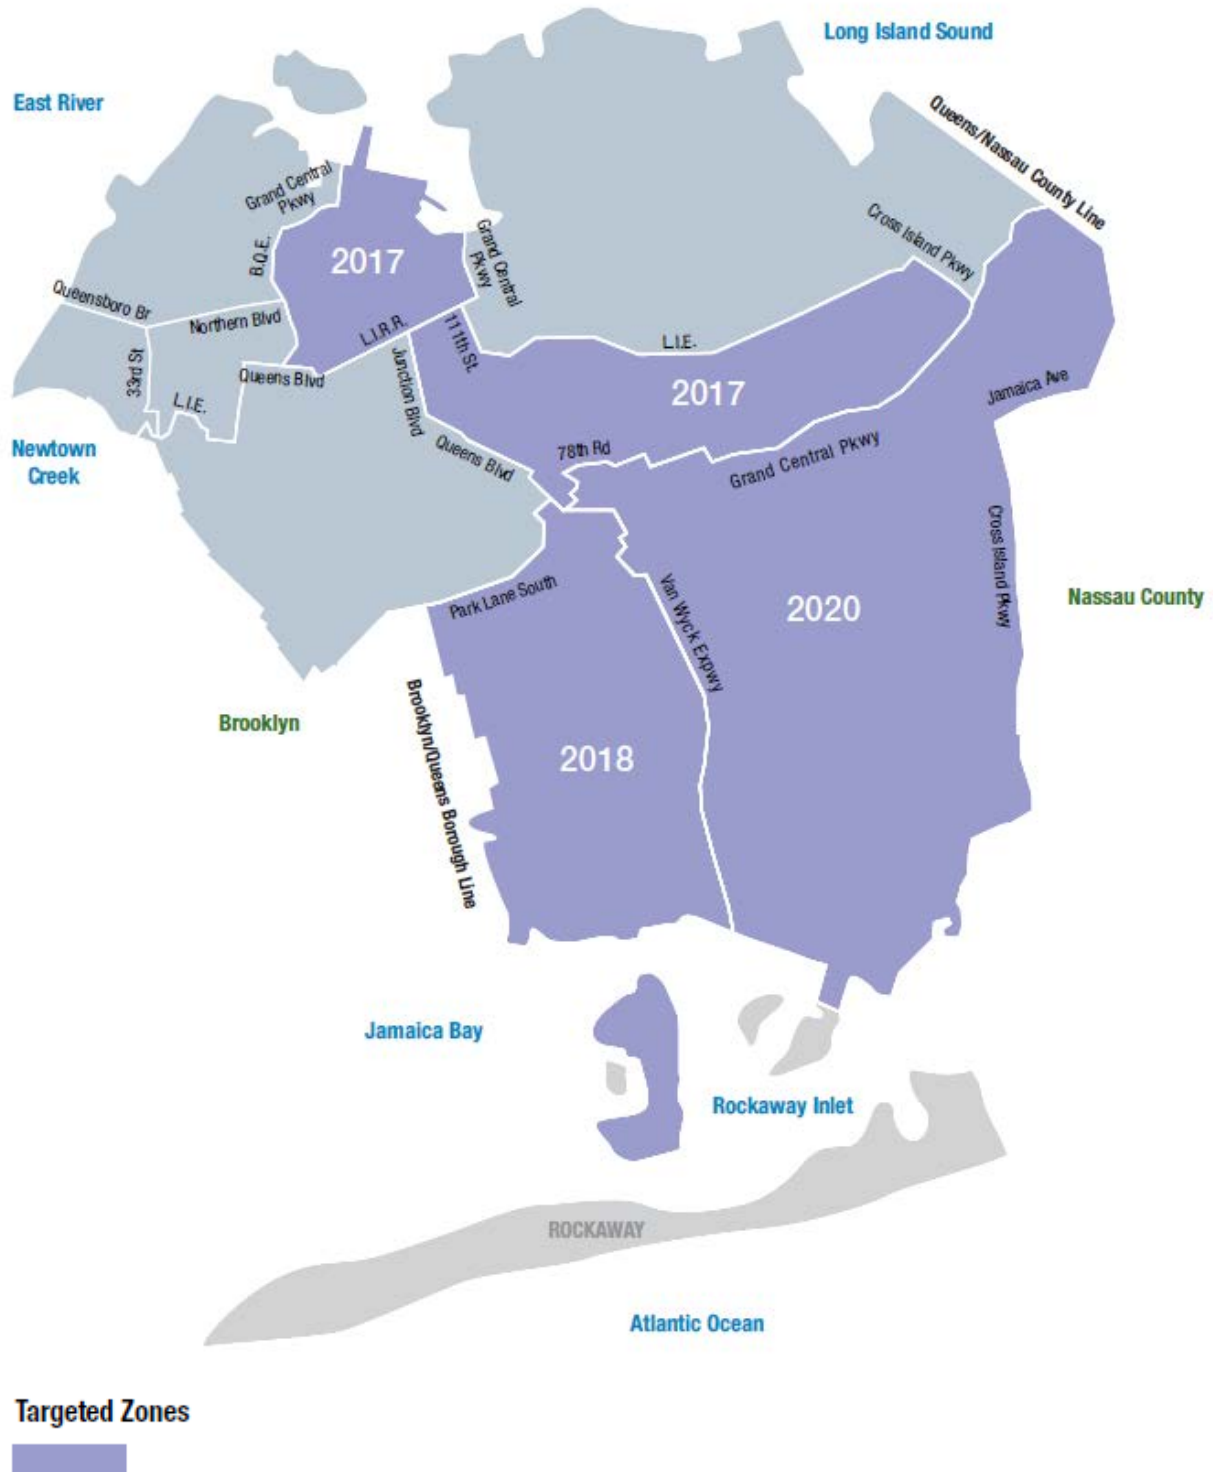 Long Island Sound
East River
Queens/Nassau County Line
Grand Central
Pkwy
Cross Island Pkwy
B.Q.E.
2017
Grand Central
Pkwy
Queensboro Br
Northern Blvd
L.I.R.R.
111th St.
L.I.E.
33rd St
L.I.E.
Queens Blvd
Junction Blvd
2017
Jamaica Ave
Newtown
Creek
Queens Blvd
78th Rd
Grand Central Pkwy
Cross Island Pkwy
Park Lane South
Van Wyck Expwy
2020
Nassau County
Brooklyn
Brooklyn/Queens Borough Line
2018
Jamaica Bay
Rockaway Inlet
ROCKAWAY
Atlantic Ocean
Targeted Zones